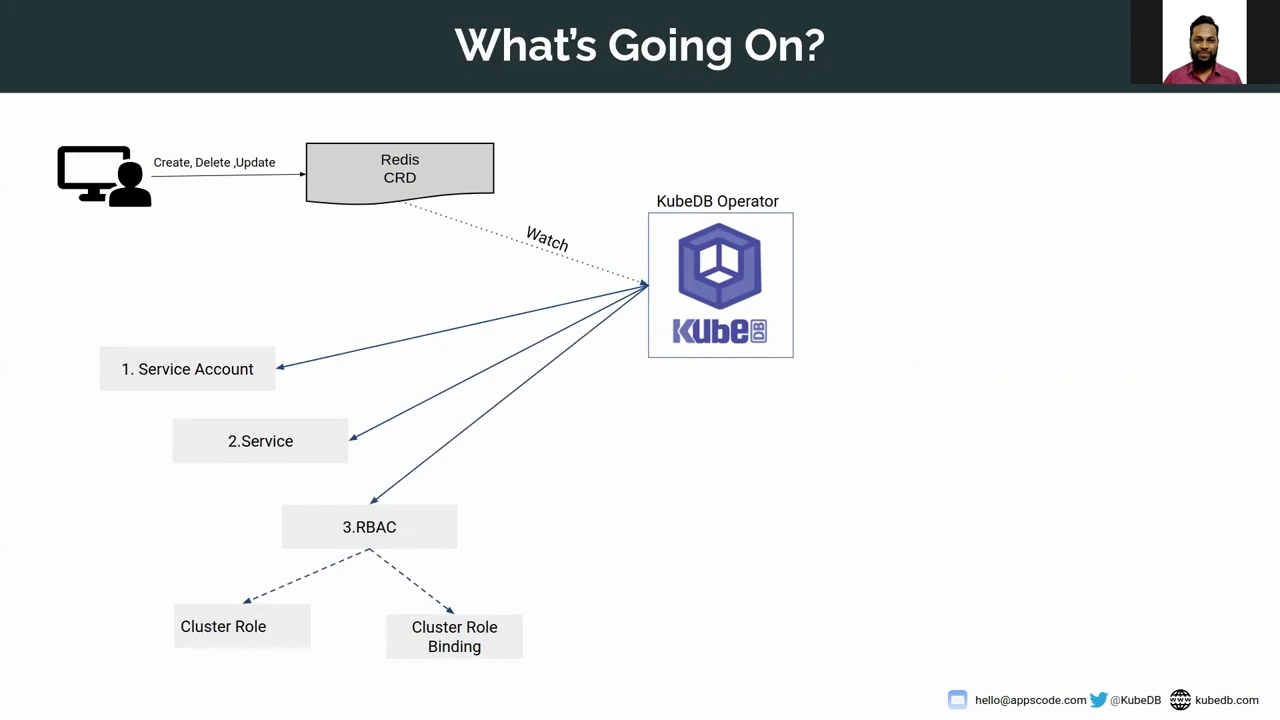 What's Going On?
Create, Delete ,Update
Redis
CRD
Watch
KubeDB Operator
KubeDB
1. Service Account
2.Service
3.RBAC
Cluster Role
Cluster Role
Binding
hello@appscode.com
@KubeDB
kubedb.com